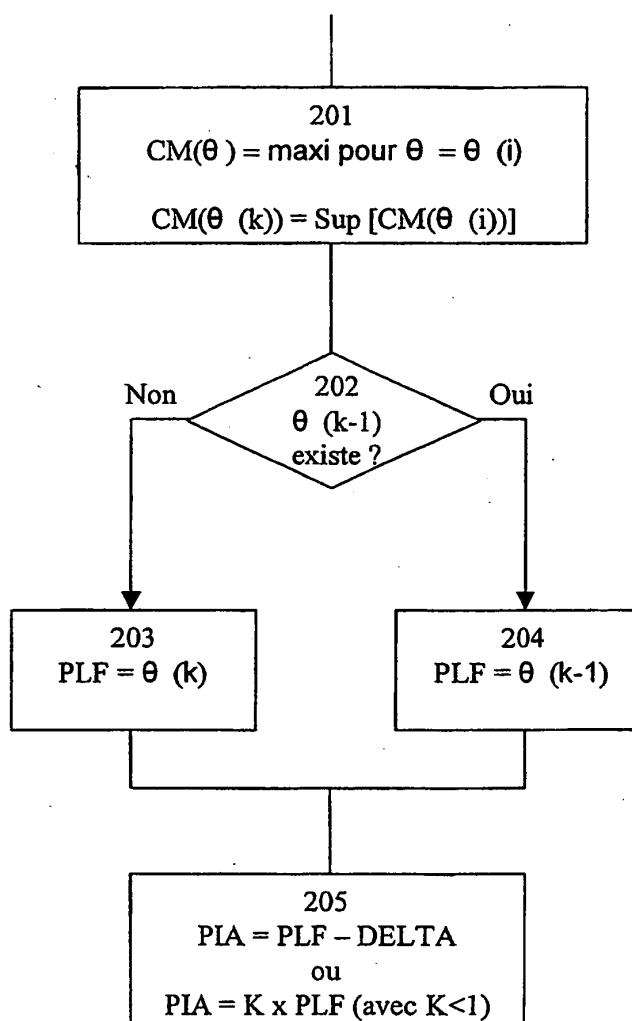 201
CM(θ ) = maxi pour θ = θ (i)
CM(θ (k)) = Sup [CM(θ (i))]
Non
202
Oui
θ (k-1)
existe ?
203
PLF = θ (k)
204
PLF = θ (k-1)
205
PIA = PLF – DELTA
ou
PIA = K x PLF (avec K<1)